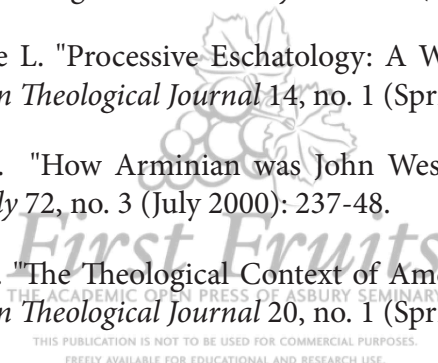 e L. "Processive Eschatology: A W
n Theological Journal 14, no. 1 (Spr
. "How Arminian was John Wes
ly 72, no. 3 (July 2000): 237-48.
First Fruits
. "The Theological Context of Ame
THE ACADEMIC OPEN PRESS OF ASBURY SEMINARY
n Theological Journal 20, no. 1 (Spr
THIS PUBLICATION IS NOT TO BE USED FOR COMMERCIAL PURPOSES.
FREELY AVAILABLE FOR EDUCATIONAL AND RESEARCH USE.